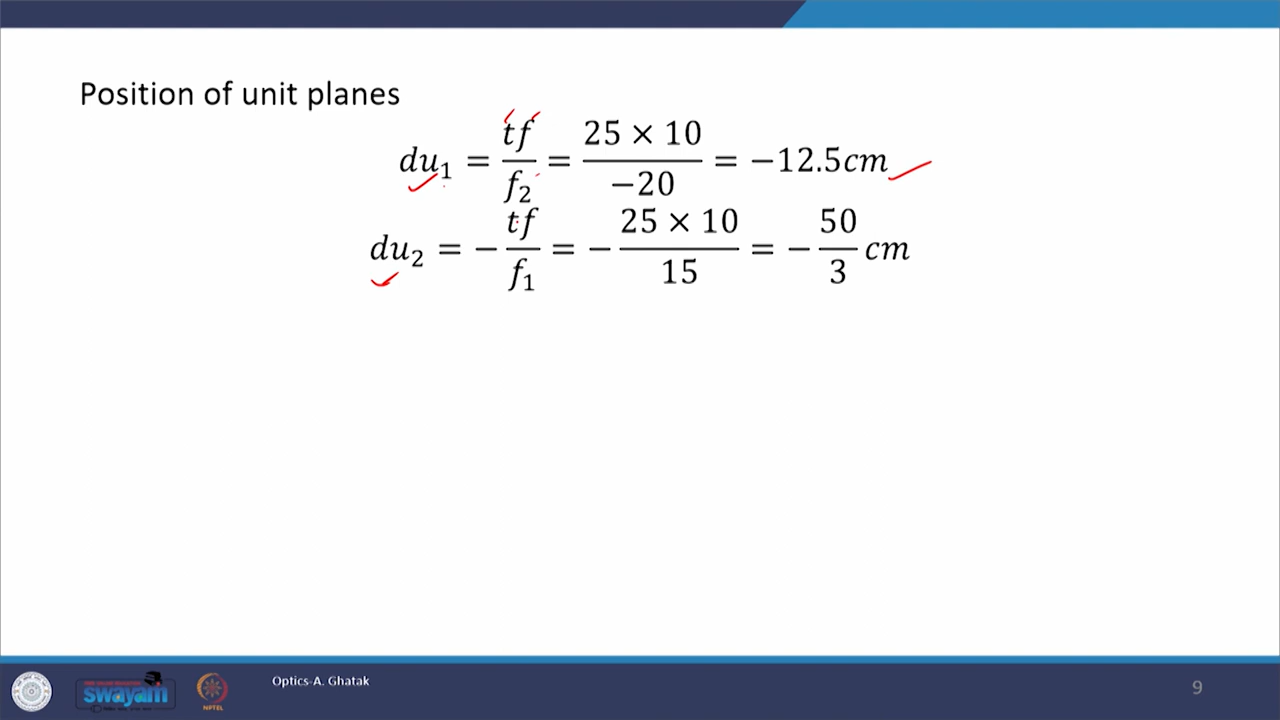 Position of unit planes
du₁ = tf/f₂ = 25 × 10/−20 = −12.5cm
du₂ = − tf/f₁ = − 25 × 10/15 = − 50/3 cm
Optics-A. Ghatak
swayam
NPTEL
9